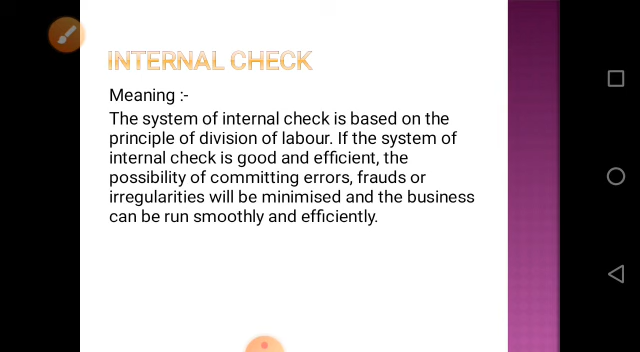 INTERNAL CHECK
Meaning :-
The system of internal check is based on the
principle of division of labour. If the system of
internal check is good and efficient, the
possibility of committing errors, frauds or
irregularities will be minimised and the business
can be run smoothly and efficiently.